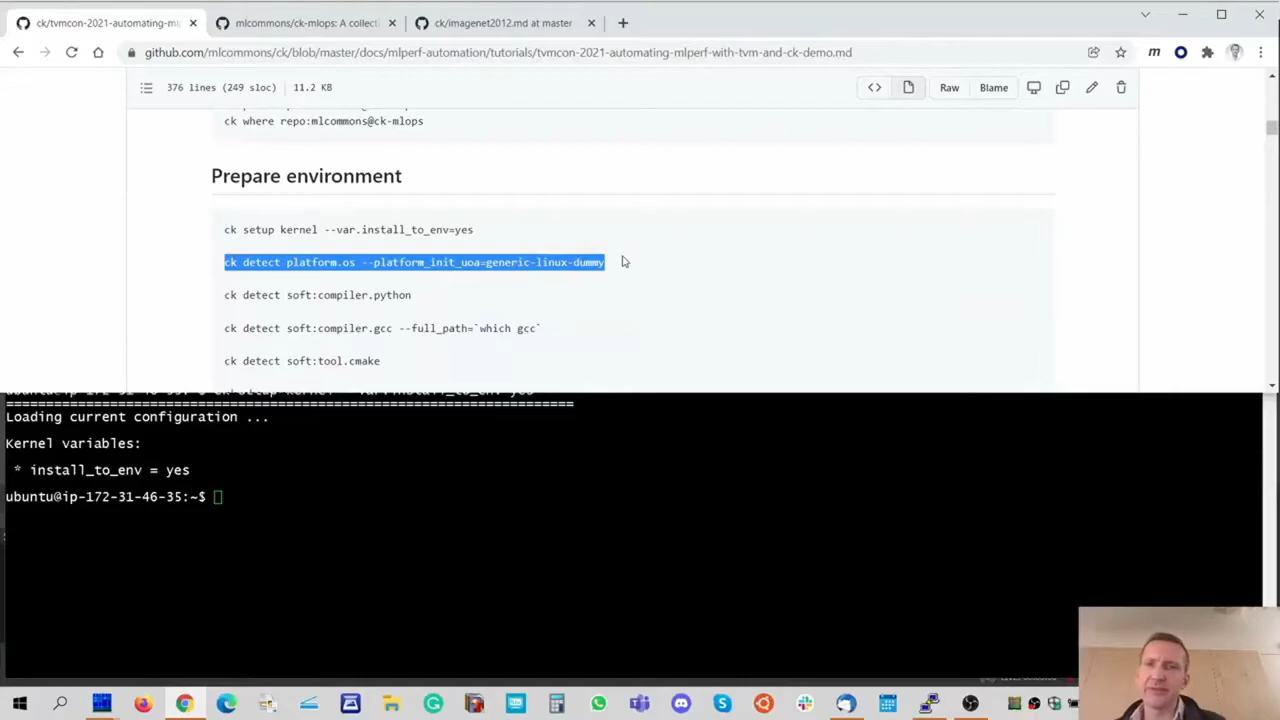 ck/tvmcon-2021-automating-ml
mlcommons/ck-mlops: A collecti
ck/imagenet2012.md at master
github.com/mlcommons/ck/blob/master/docs/mlperf-automation/tutorials/tvmcon-2021-automating-mlperf-with-tvm-and-ck-demo.md
376 lines (249 sloc)
11.2 KB
Raw
Blame
ck where repo:mlcommons@ck-mlops
Prepare environment
ck setup kernel --var.install_to_env=yes
ck detect platform.os --platform_init_uoa=generic-linux-dummy
ck detect soft:compiler.python
ck detect soft:compiler.gcc --full_path=`which gcc`
ck detect soft:tool.cmake
======================================================================
Loading current configuration ...
Kernel variables:
* install_to_env = yes
ubuntu@ip-172-31-46-35:~$